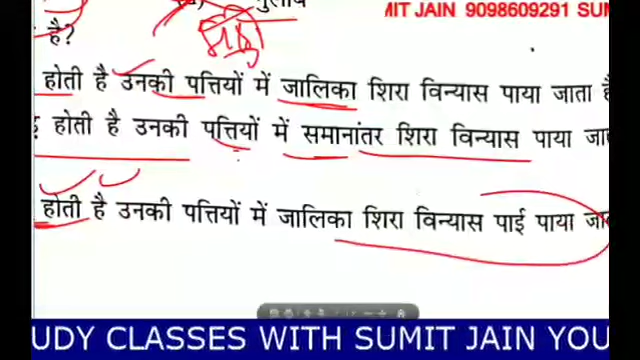 गुलाब
MIT JAIN 9098609291 SUM
है?
होती है उनकी पत्तियों में जालिका शिरा विन्यास पाया जाता है
होती है उनकी पत्तियों में समानांतर शिरा विन्यास पाया जा
होती है उनकी पत्तियों में जालिका शिरा विन्यास पाई पाया जा
UDY CLASSES WITH SUMIT JAIN YOU